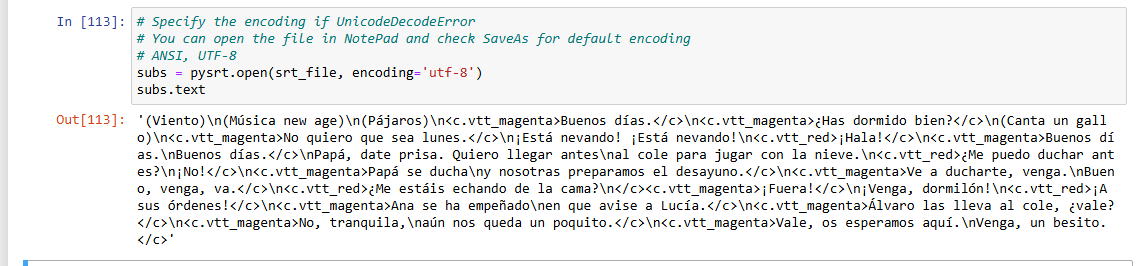 In [113]: # Specify the encoding if UnicodeDecodeError
# You can open the file in NotePad and check SaveAs for default encoding
# ANSI, UTF-8
subs = pysrt.open(srt_file, encoding='utf-8')
subs.text
Out[113]: '(Viento)\n(Música new age)\n(Pájaros)\n<c.vtt_magenta>Buenos días.</c>\n<c.vtt_magenta>¿Has dormido bien?</c>\n(Canta un gall
o)\n<c.vtt_magenta>No quiero que sea lunes.</c>\n¡Está nevando! ¡Está nevando!\n<c.vtt_red>¡Hala!</c>\n<c.vtt_magenta>Buenos dí
as.\nBuenos días.</c>\nPapá, date prisa. Quiero llegar antes\nal cole para jugar con la nieve.\n<c.vtt_red>¿Me puedo duchar ant
es?\n¡No!</c>\n<c.vtt_magenta>Papá se ducha\ny nosotras preparamos el desayuno.</c>\n<c.vtt_magenta>Ve a ducharte, venga.\nBuen
o, venga, va.</c>\n<c.vtt_red>¿Me estáis echando de la cama?\n</c>\n<c.vtt_magenta>¡Fuera!</c>\n¡Venga, dormilón!\n<c.vtt_red>¡A
sus órdenes!</c>\n<c.vtt_magenta>Ana se ha empeñado\nen que avise a Lucía.</c>\n<c.vtt_magenta>Álvaro las lleva al cole, ¿vale?
</c>\n<c.vtt_magenta>No, tranquila,\naún nos queda un poquito.</c>\n<c.vtt_magenta>Vale, os esperamos aquí.\nVenga, un besito.
</c>'